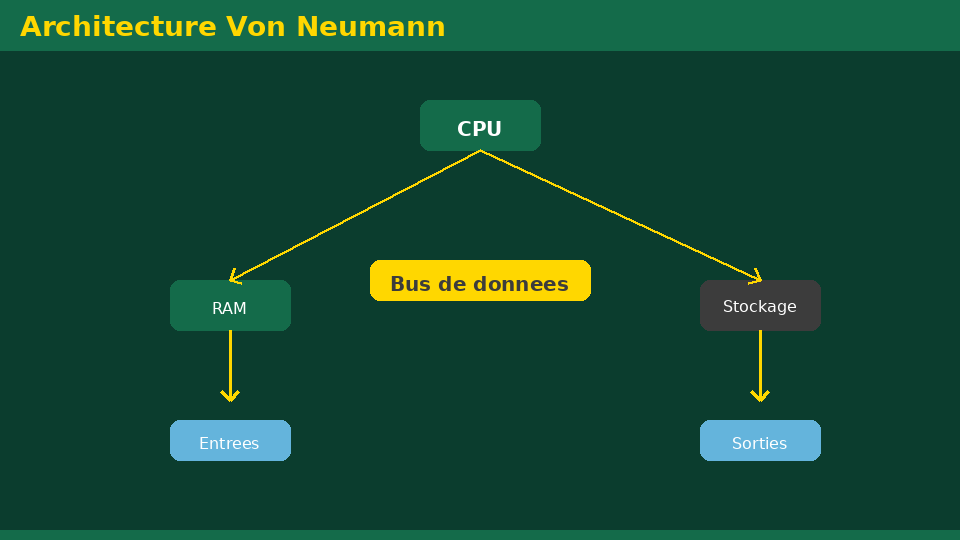 Architecture Von Neumann
CPU
Bus de donnees
RAM
Stockage
Entrees
Sorties